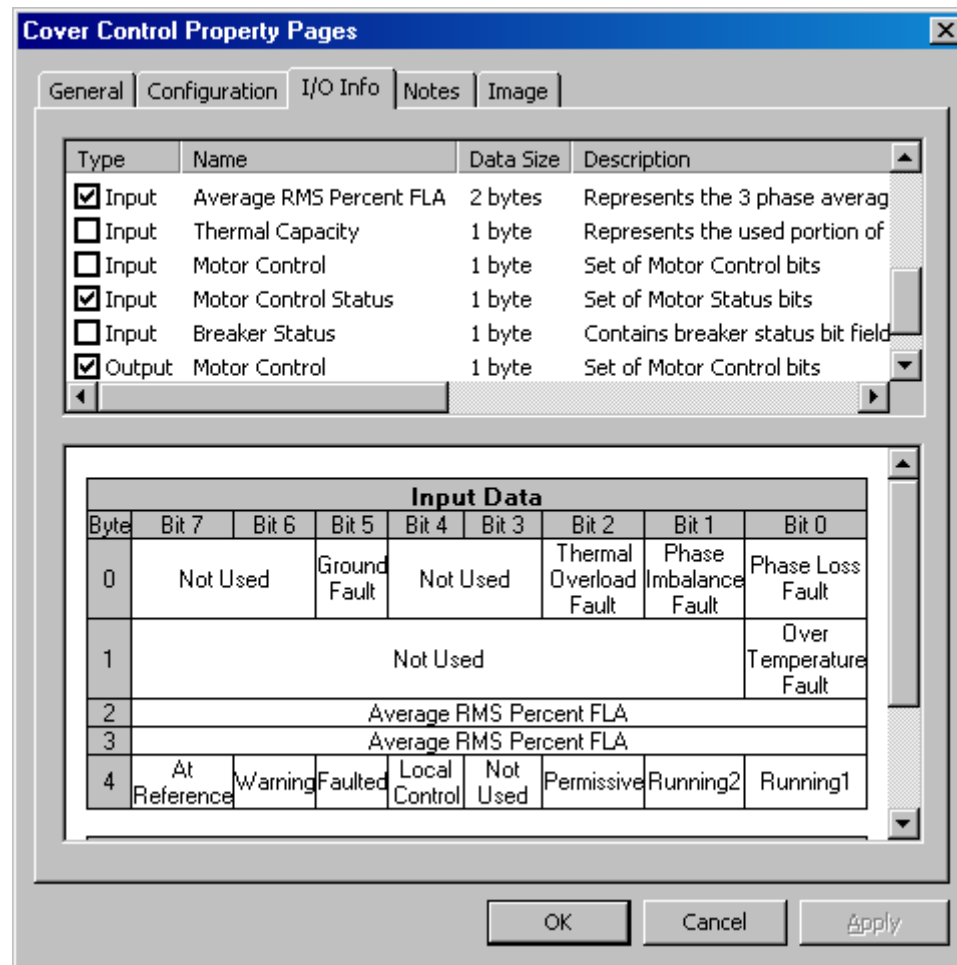 Cover Control Property Pages
General Configuration I/O Info Notes Image
Type Name Data Size Description
Input Average RMS Percent FLA 2 bytes Represents the 3 phase averag
Input Thermal Capacity 1 byte Represents the used portion of
Input Motor Control 1 byte Set of Motor Control bits
Input Motor Control Status 1 byte Set of Motor Status bits
Input Breaker Status 1 byte Contains breaker status bit field
Output Motor Control 1 byte Set of Motor Control bits
Input Data
Byte Bit 7 Bit 6 Bit 5 Bit 4 Bit 3 Bit 2 Bit 1 Bit 0
0 Not Used Ground Fault Not Used Thermal Overload Fault Phase Imbalance Fault Phase Loss Fault
1 Not Used Over Temperature Fault
2 Average RMS Percent FLA
3 Average RMS Percent FLA
4 At Reference Warning Faulted Local Control Not Used Permissive Running2 Running1
OK Cancel Apply